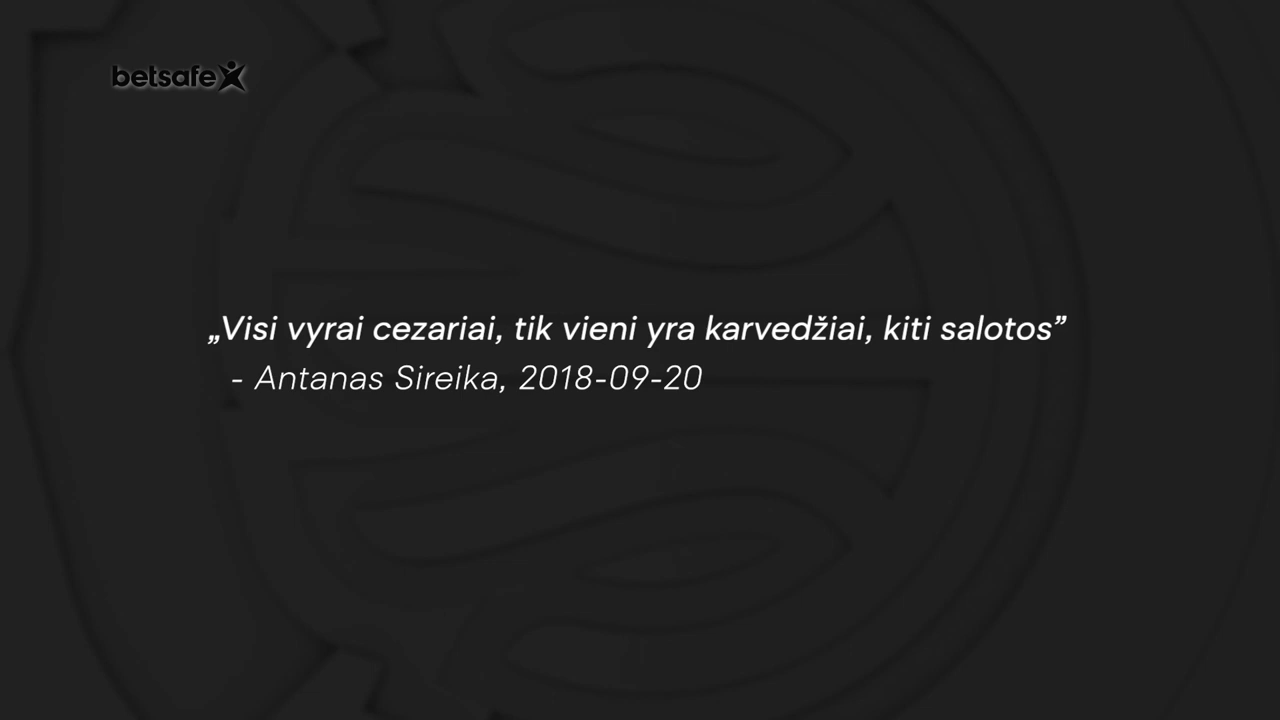 betsafe
„Visi vyrai cezariai, tik vieni yra karvedžiai, kiti salotos”
- Antanas Sireika, 2018-09-20